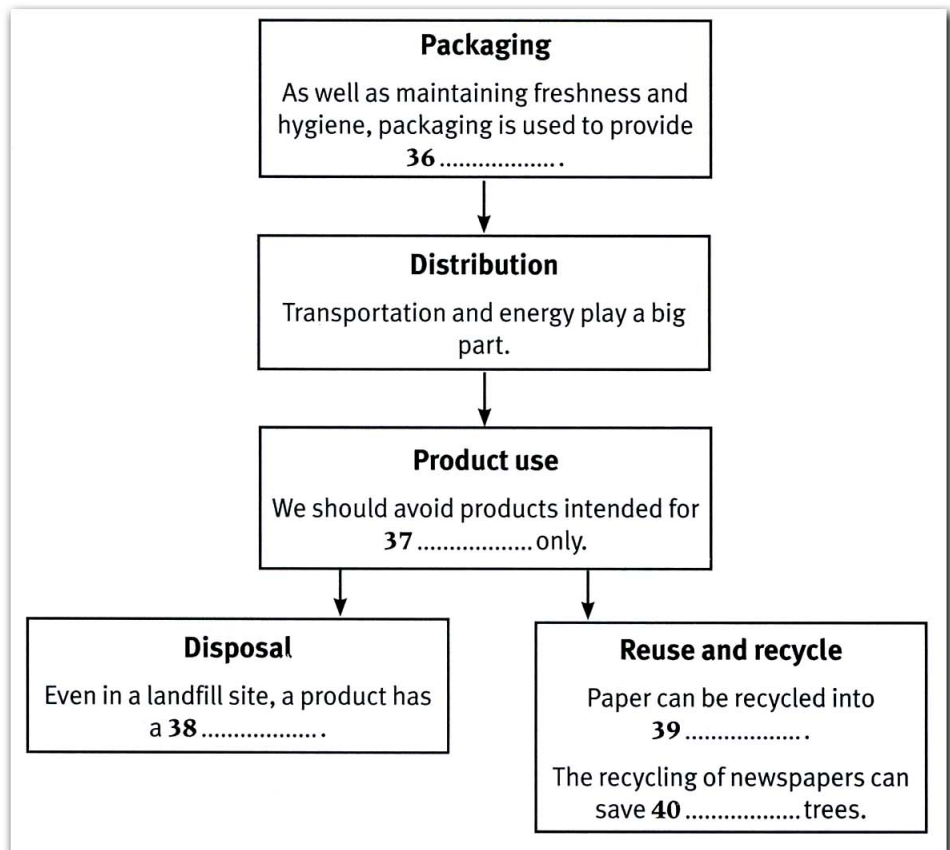 Packaging
As well as maintaining freshness and
hygiene, packaging is used to provide
36 .................. .
Distribution
Transportation and energy play a big
part.
Product use
We should avoid products intended for
37 .................. only.
Disposal
Even in a landfill site, a product has
a 38 .................. .
Reuse and recycle
Paper can be recycled into
39 .................. .
The recycling of newspapers can
save 40 .................. trees.